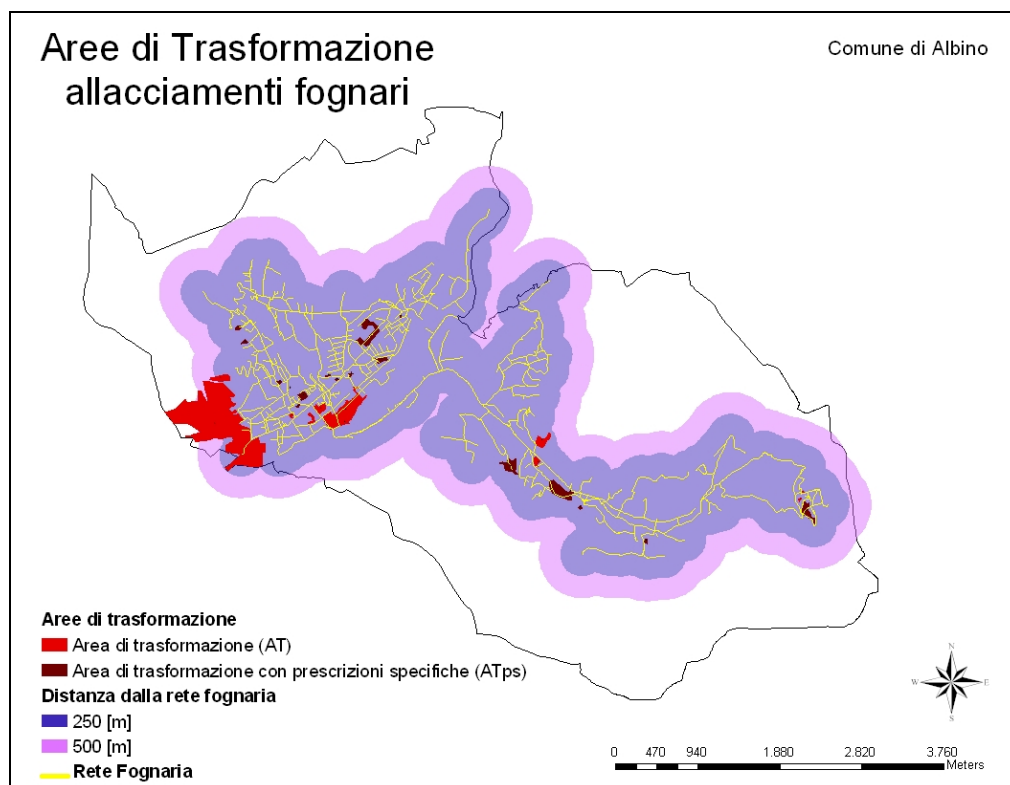 Aree di Trasformazione
allacciamenti fognari
Comune di Albino
Aree di trasformazione
Area di trasformazione (AT)
Area di trasformazione con prescrizioni specifiche (ATps)
Distanza dalla rete fognaria
250 [m]
500 [m]
Rete Fognaria
N
W E
S
0 470 940 1.880 2.820 3.760
Meters